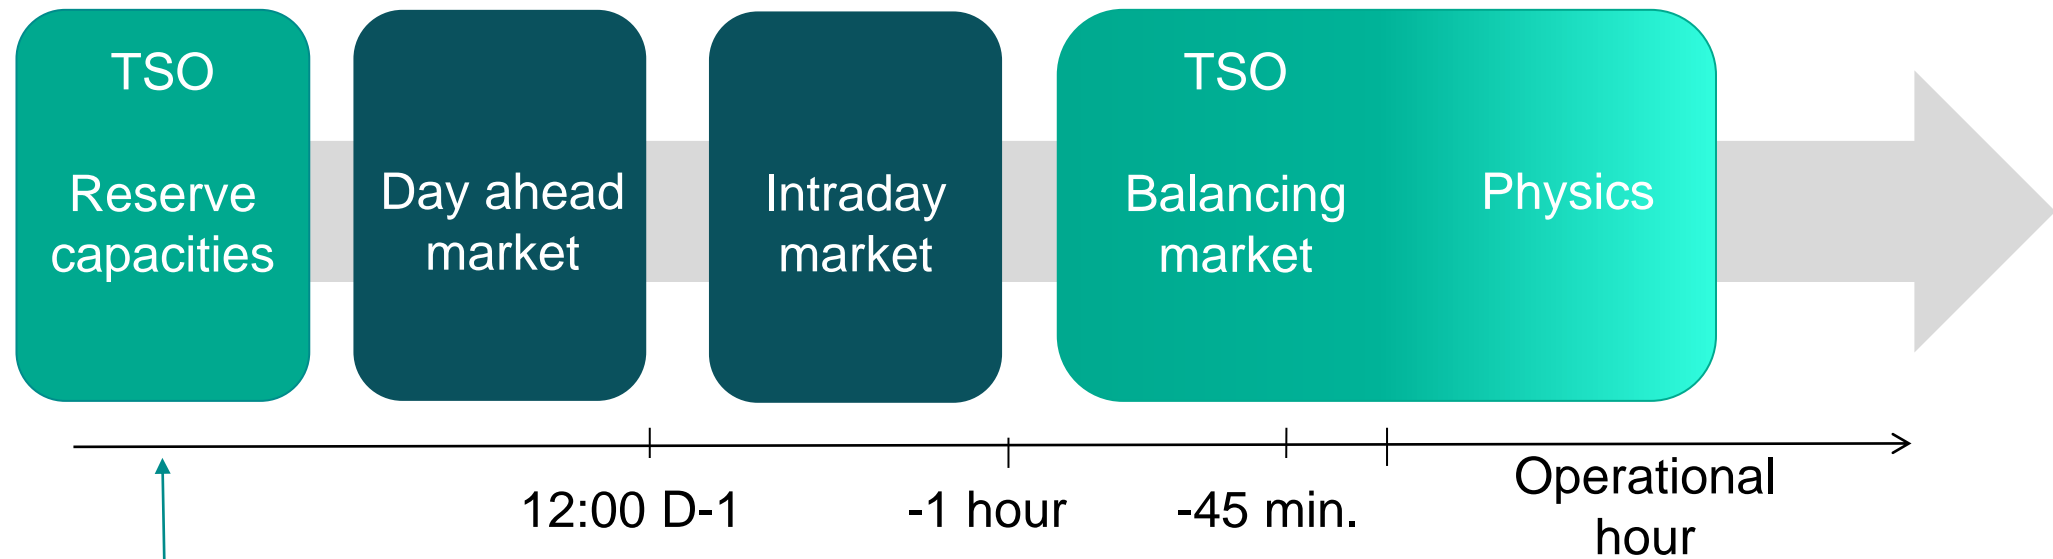 TSO
Reserve
capacities
Day ahead
market
Intraday
market
TSO
Balancing
market
Physics
12:00 D-1
-1 hour
-45 min.
Operational
hour